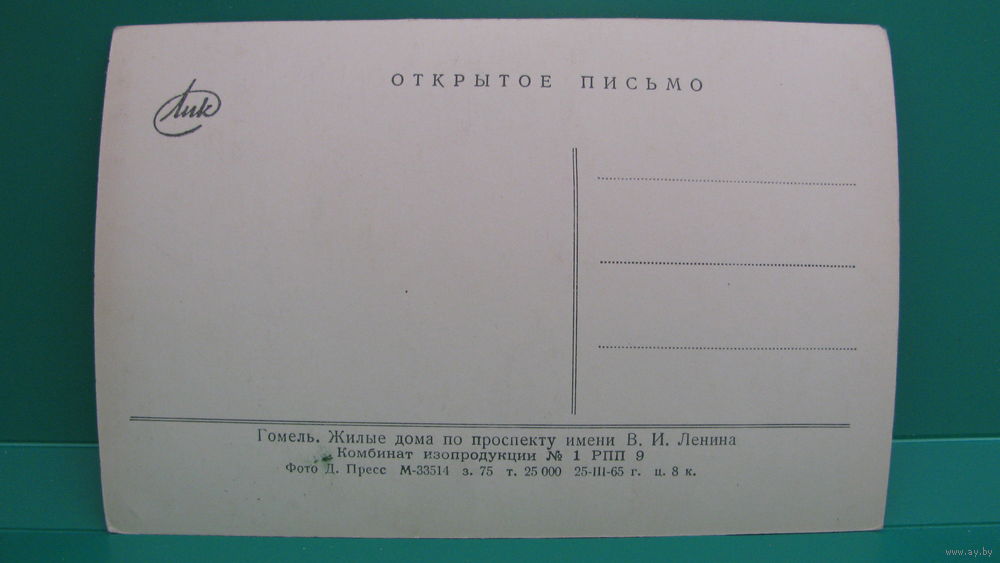 ОТКРЫТОЕ ПИСЬМО
Лик
Гомель. Жилые дома по проспекту имени В. И. Ленина
Комбинат изопродукции № 1 РПП 9
Фото Д. Пресс М-33514 з. 75 т. 25 000 25-III-65 г. ц. 8 к.
www.ay.by